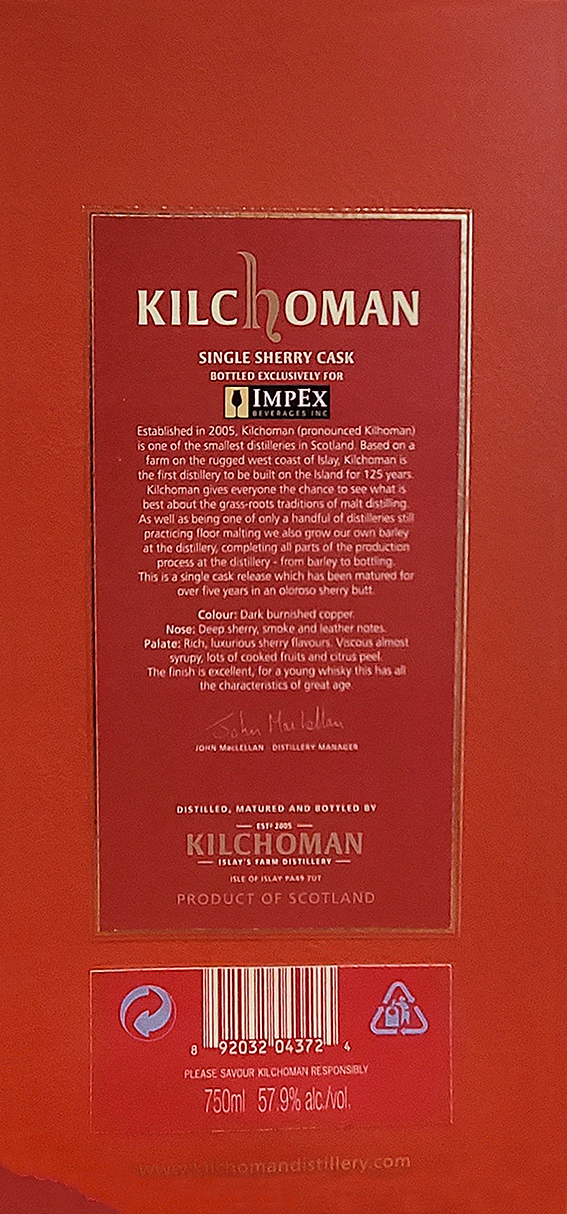 KILCHOMAN
SINGLE SHERRY CASK
BOTTLED EXCLUSIVELY FOR
IMPEX
BEVERAGES INC
Established in 2005, Kilchoman (pronounced Kilhoman)
is one of the smallest distilleries in Scotland. Based on a
farm on the rugged west coast of Islay, Kilchoman is
the first distillery to be built on the Island for 125 years.
Kilchoman gives everyone the chance to see what is
best about the grass-roots traditions of malt distilling.
As well as being one of only a handful of distilleries still
practicing floor malting we also grow our own barley
at the distillery, completing all parts of the production
process at the distillery - from barley to bottling.
This is a single cask release which has been matured for
over five years in an oloroso sherry butt.
Colour: Dark burnished copper.
Nose: Deep sherry, smoke and leather notes.
Palate: Rich, luxurious sherry flavours. Viscous almost
syrupy, lots of cooked fruits and citrus peel.
The finish is excellent, for a young whisky this has all
the characteristics of great age.
John MacLellan
JOHN MacLELLAN DISTILLERY MANAGER
DISTILLED, MATURED AND BOTTLED BY
ESTD 2005
KILCHOMAN
ISLAY'S FARM DISTILLERY
ISLE OF ISLAY PA49 7UT
PRODUCT OF SCOTLAND
8 92032 04372 4
PLEASE SAVOUR KILCHOMAN RESPONSIBLY
750ml 57.9% alc./vol.
www.kilchomandistillery.com